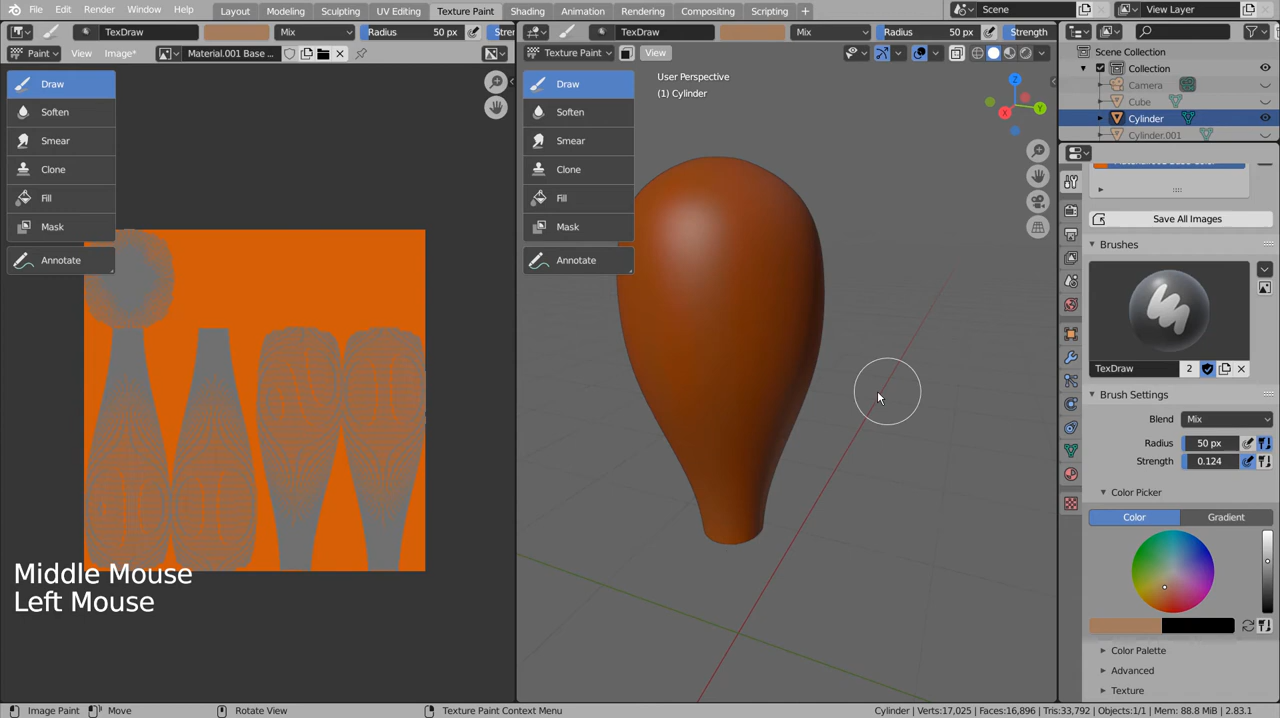 File Edit Render Window Help Layout Modeling Sculpting UV Editing Texture Paint Shading Animation Rendering Compositing Scripting + Scene View Layer
TexDraw Mix Radius 50 px Stren
TexDraw Mix Radius 50 px Strength
Paint View Image* Material.001 Base ...
Texture Paint View
Scene Collection
Collection
Camera
Cube
Cylinder
Cylinder.001
Draw
Soften
Smear
Clone
Fill
Mask
Annotate
Draw
Soften
Smear
Clone
Fill
Mask
Annotate
User Perspective
(1) Cylinder
X
Y
Z
Save All Images
Brushes
TexDraw 2
Brush Settings
Blend Mix
Radius 50 px
Strength 0.124
Color Picker
Color Gradient
Color Palette
Advanced
Texture
Middle Mouse
Left Mouse
Image Paint Move Rotate View Texture Paint Context Menu Cylinder | Verts:17,025 | Faces:16,896 | Tris:33,792 | Objects:1/1 | Mem: 88.8 MiB | 2.83.1